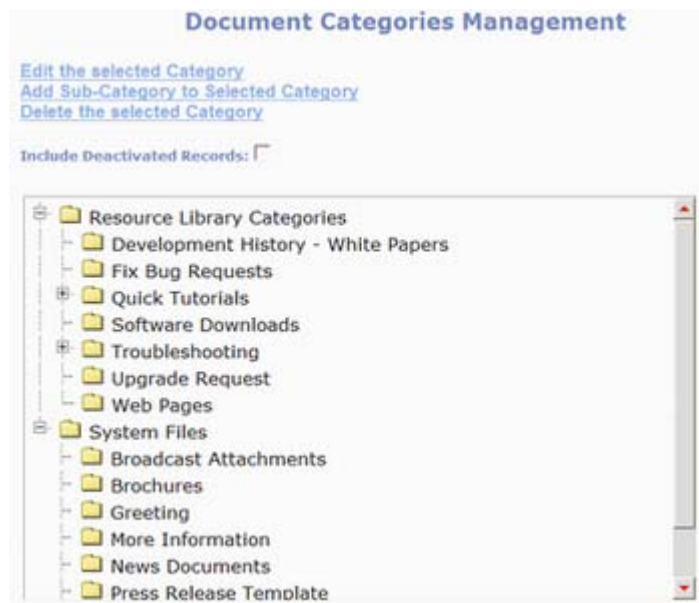 Document Categories Management
Edit the selected Category
Add Sub-Category to Selected Category
Delete the selected Category
Include Deactivated Records:
Resource Library Categories
Development History - White Papers
Fix Bug Requests
Quick Tutorials
Software Downloads
Troubleshooting
Upgrade Request
Web Pages
System Files
Broadcast Attachments
Brochures
Greeting
More Information
News Documents
Press Release Template